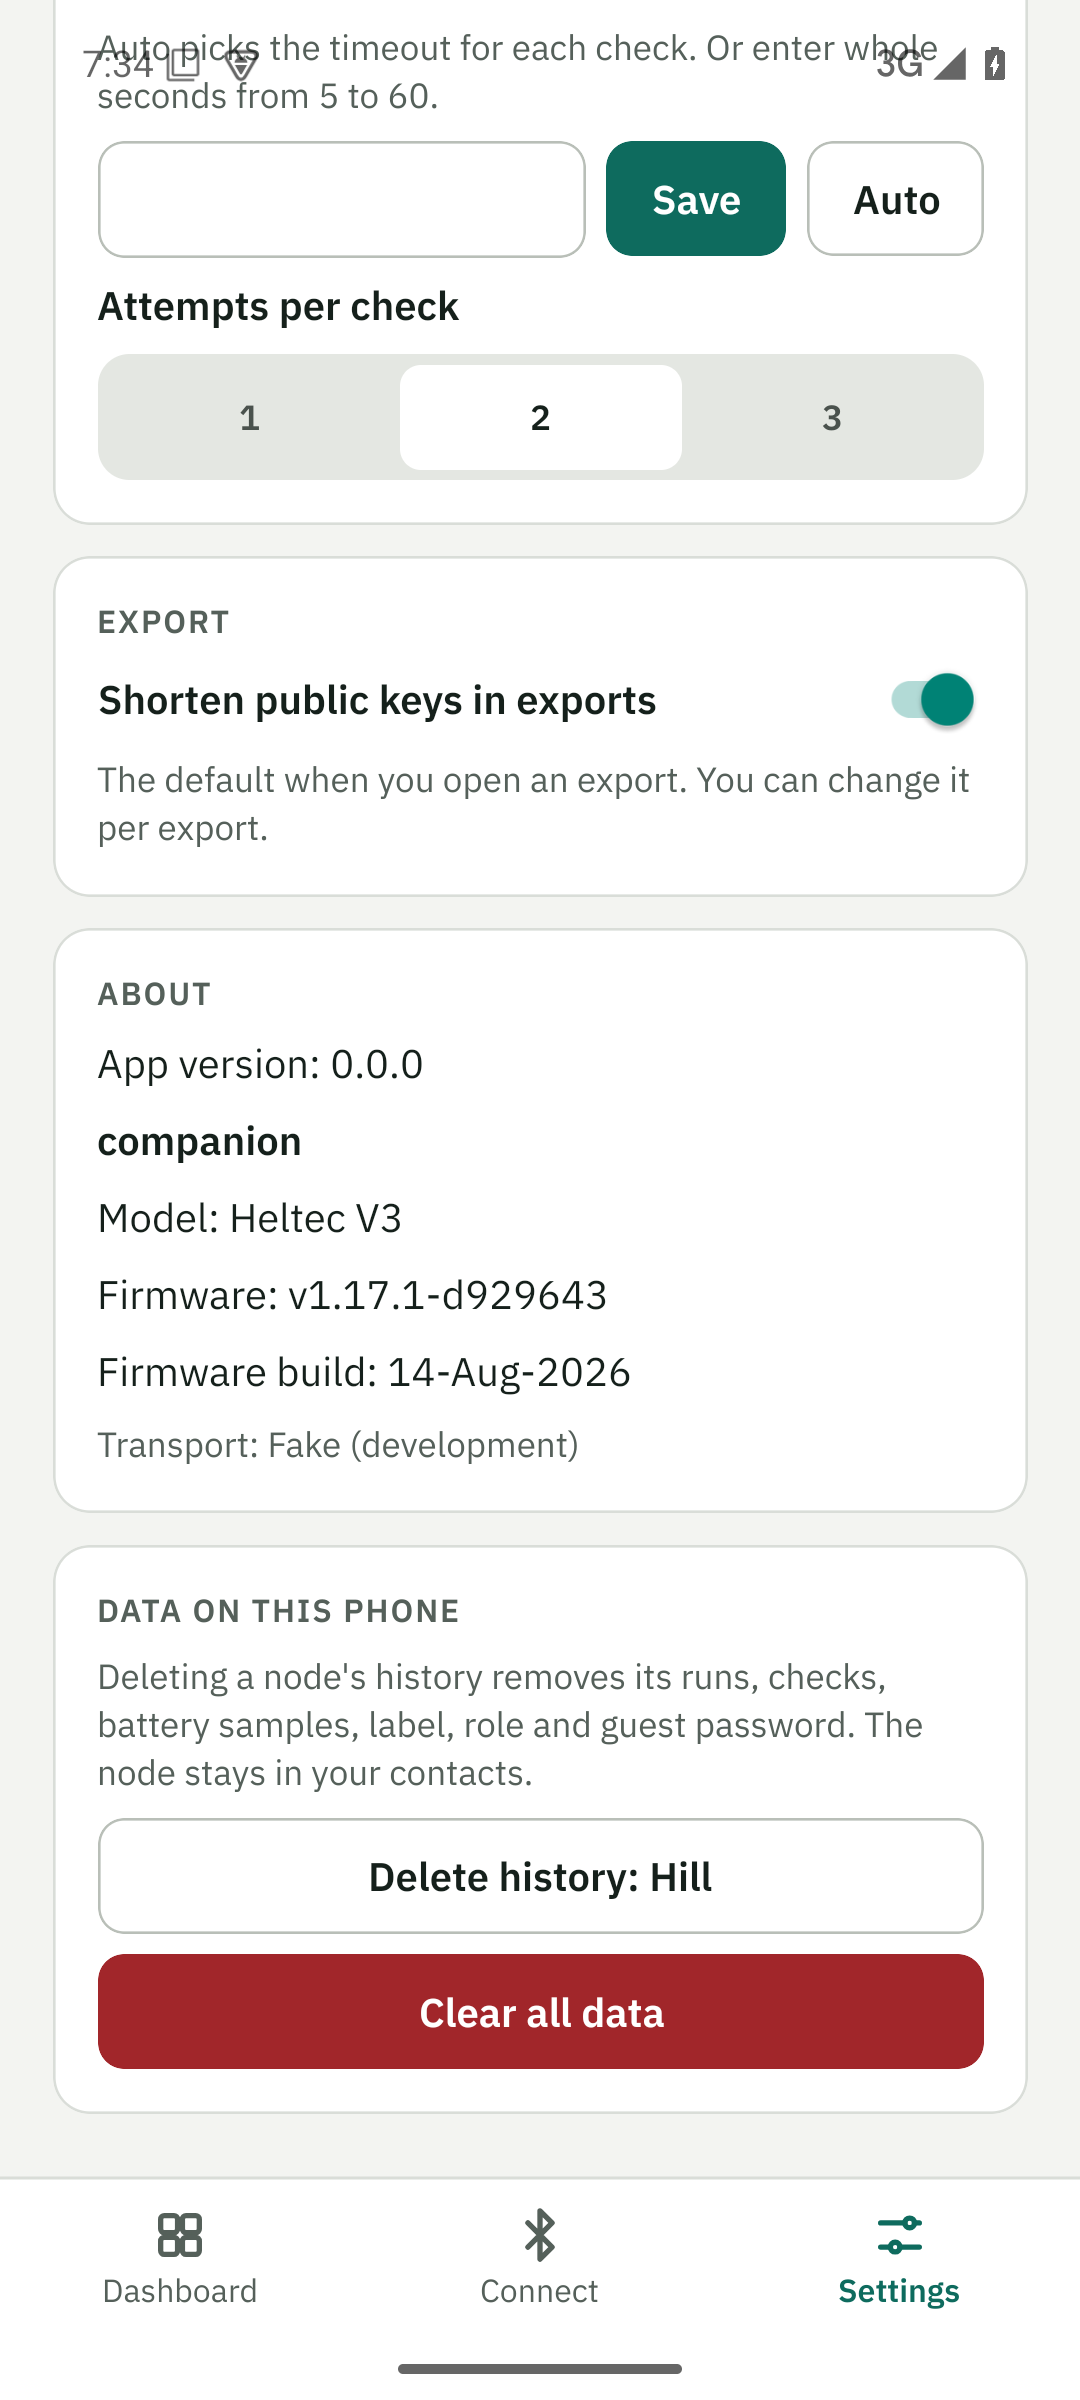 7:34
3G
Auto picks the timeout for each check. Or enter whole
seconds from 5 to 60.
Save
Auto
Attempts per check
1
2
3
EXPORT
Shorten public keys in exports
The default when you open an export. You can change it
per export.
ABOUT
App version: 0.0.0
companion
Model: Heltec V3
Firmware: v1.17.1-d929643
Firmware build: 14-Aug-2026
Transport: Fake (development)
DATA ON THIS PHONE
Deleting a node's history removes its runs, checks,
battery samples, label, role and guest password. The
node stays in your contacts.
Delete history: Hill
Clear all data
Dashboard
Connect
Settings